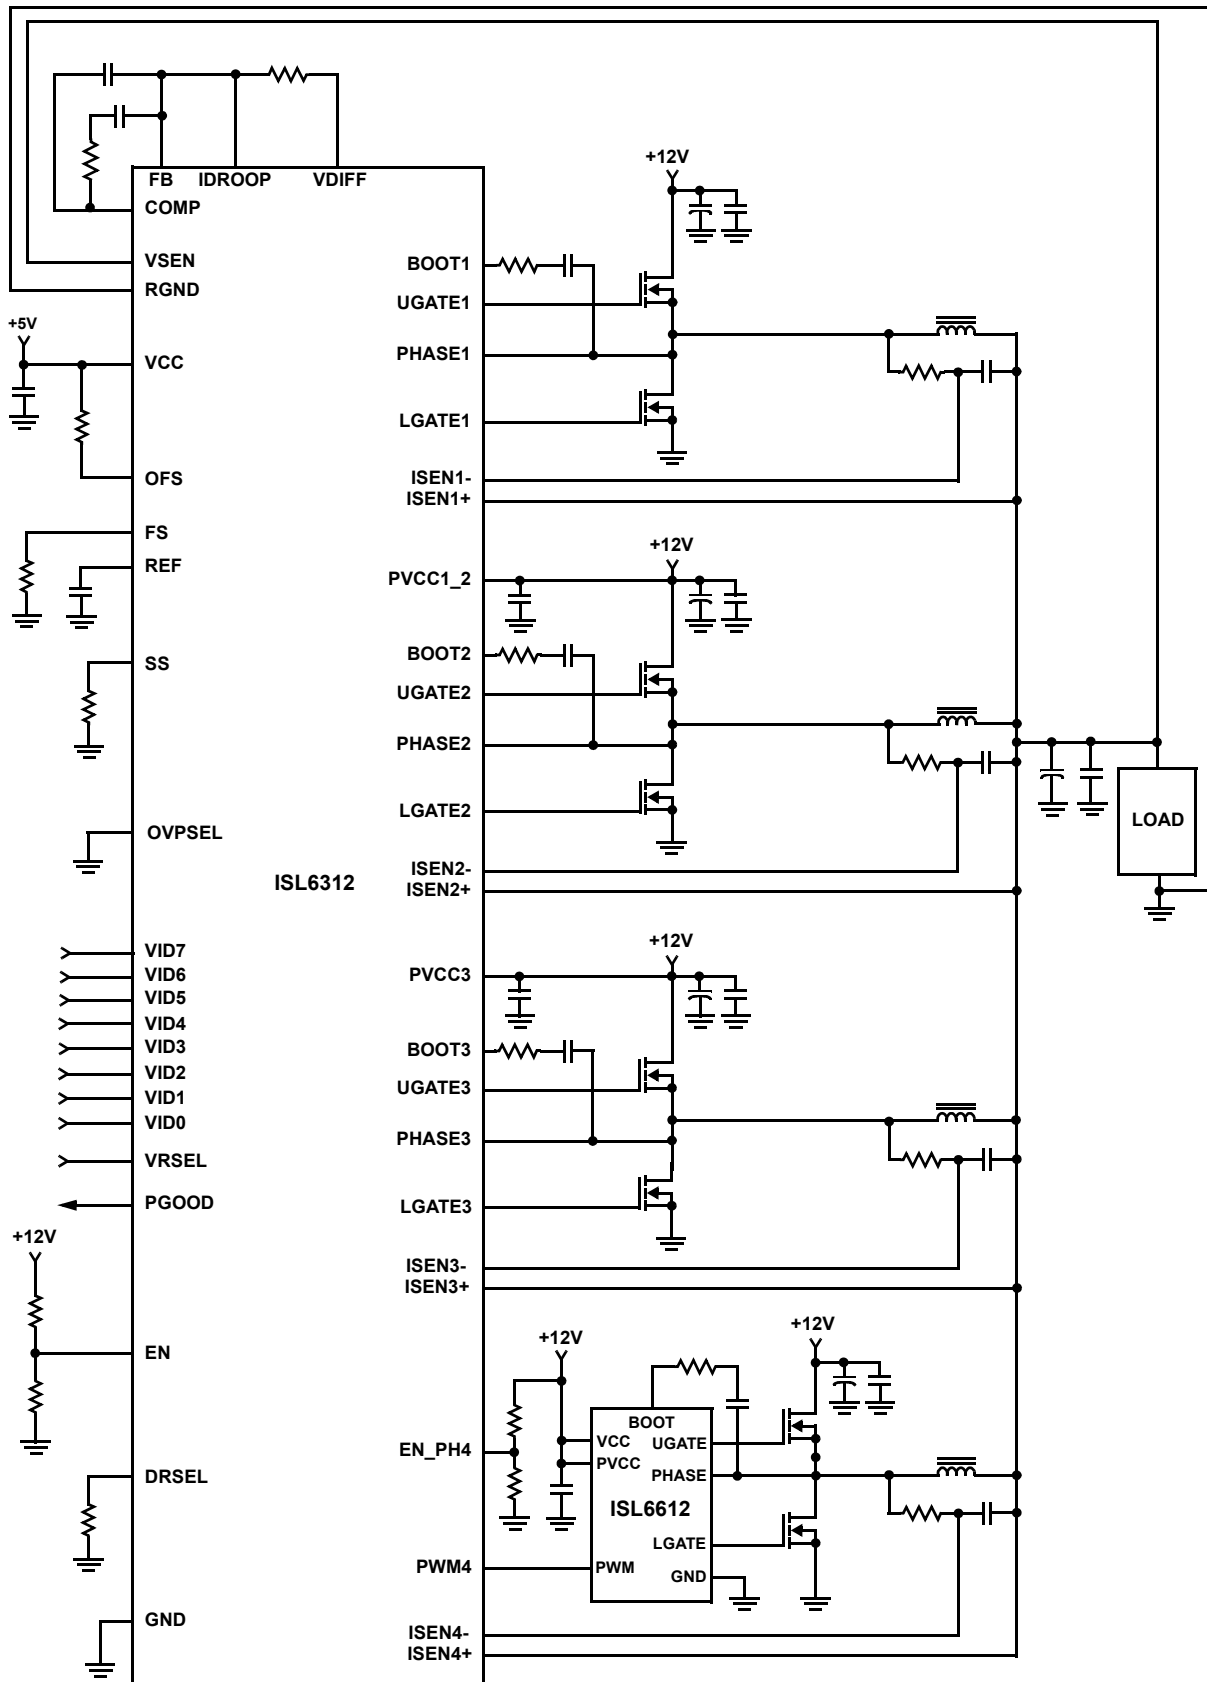 +12V
FB IDROOP VDIFF
COMP
VSEN
BOOT1
RGND
UGATE1
+5V
VCC
PHASE1
LGATE1
OFS
ISEN1-
ISEN1+
FS
+12V
REF
PVCC1_2
BOOT2
SS
UGATE2
PHASE2
LGATE2
LOAD
OVPSEL
ISEN2-
ISL6312
ISEN2+
+12V
VID7
VID6
PVCC3
VID5
VID4
VID3
BOOT3
VID2
UGATE3
VID1
VID0
PHASE3
VRSEL
PGOOD
LGATE3
+12V
ISEN3-
ISEN3+
+12V
+12V
EN
BOOT
VCC
UGATE
EN_PH4
PVCC
PHASE
DRSEL
ISL6612
LGATE
PWM4
PWM
GND
GND
ISEN4-
ISEN4+